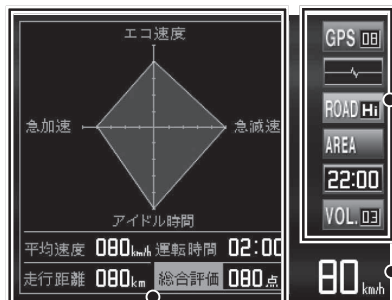 エコ速度
急加速
急減速
アイドル時間
平均速度 080km/h 運転時間 02:00
走行距離 080km 総合評価 080点
GPS 08
ROAD Hi
AREA
22:00
VOL. 03
80 km/h